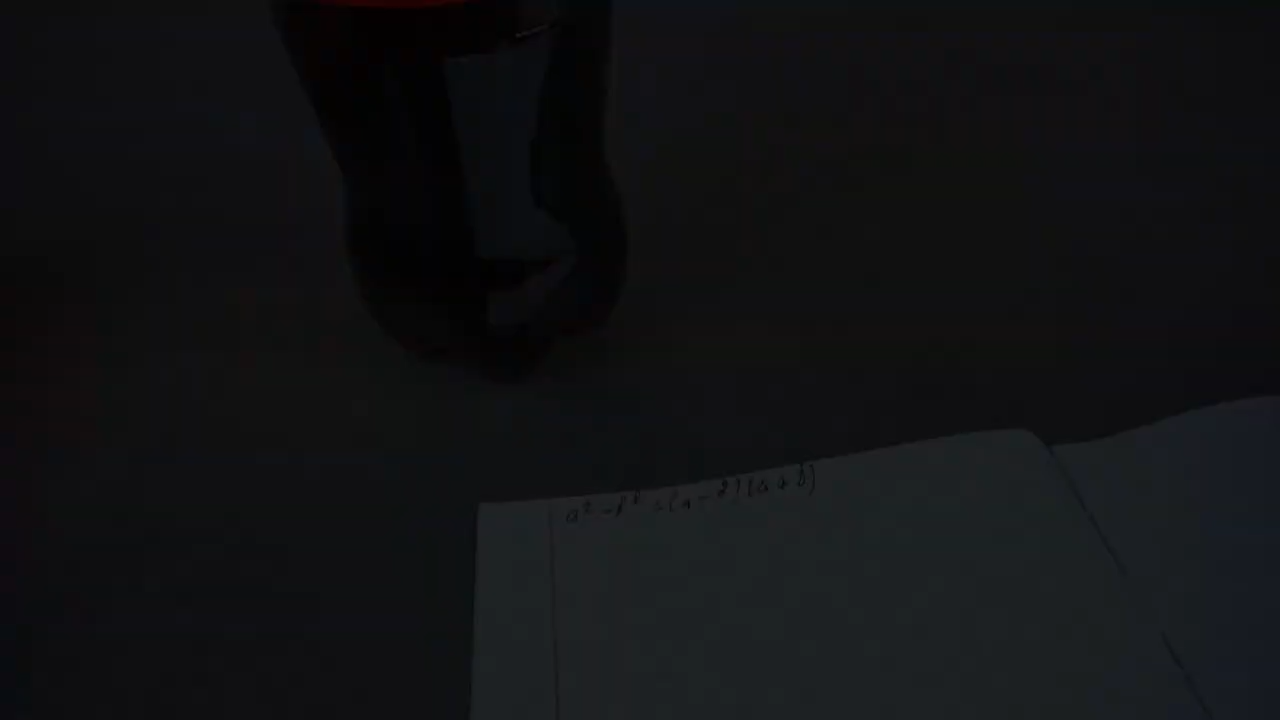 a² - b² = (a - b) (a + b)